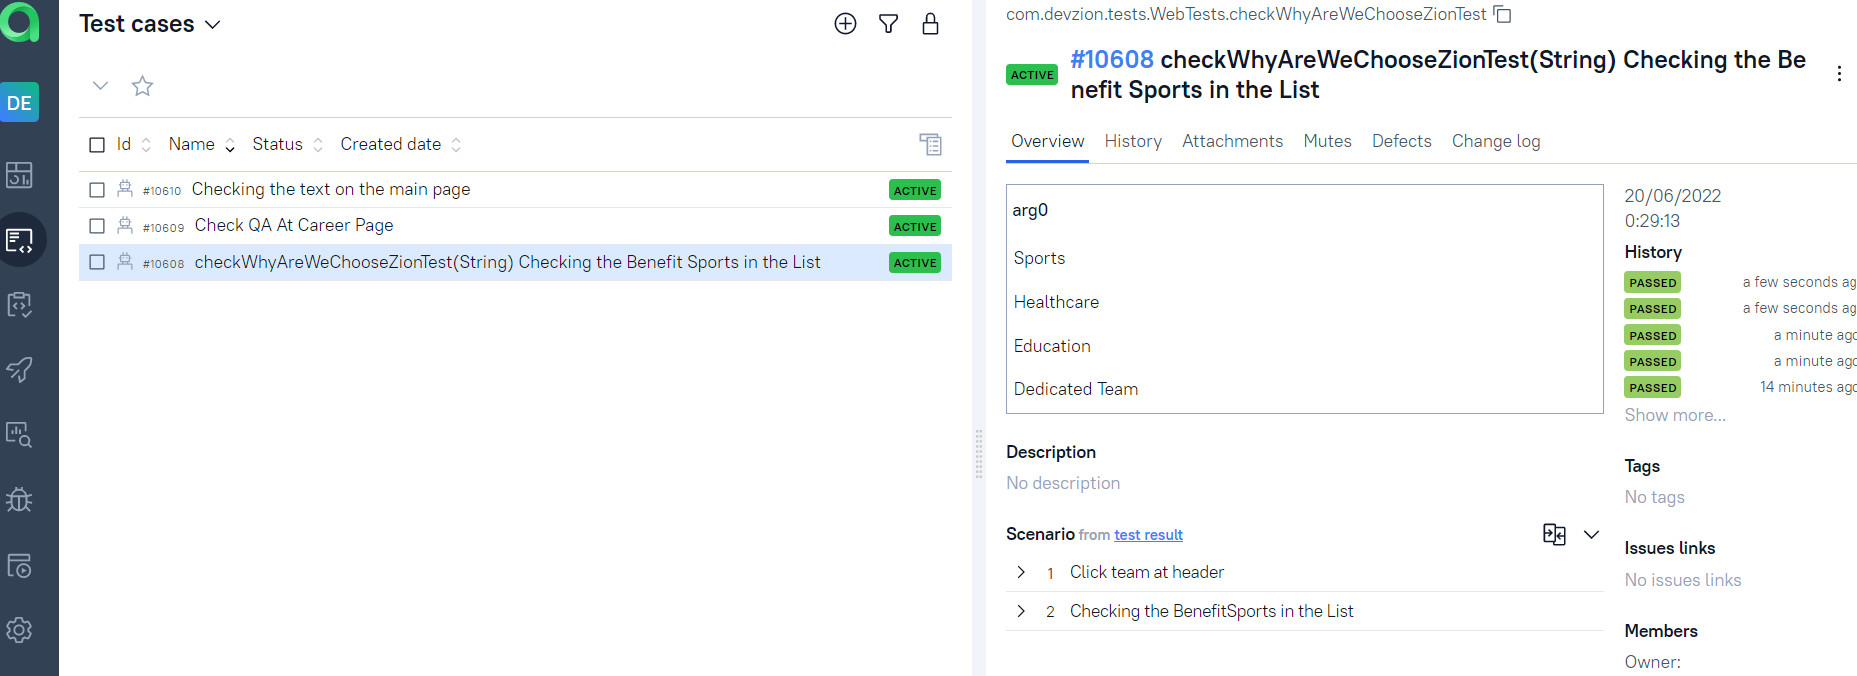 Test cases
DE
Id Name Status Created date
#10610 Checking the text on the main page ACTIVE
#10609 Check QA At Career Page ACTIVE
#10608 checkWhyAreWeChooseZionTest(String) Checking the Benefit Sports in the List ACTIVE
com.devzion.tests.WebTests.checkWhyAreWeChooseZionTest
ACTIVE #10608 checkWhyAreWeChooseZionTest(String) Checking the Be
nefit Sports in the List
Overview History Attachments Mutes Defects Change log
arg0
Sports
Healthcare
Education
Dedicated Team
Description
No description
Scenario from test result
1 Click team at header
2 Checking the BenefitSports in the List
20/06/2022
0:29:13
History
PASSED a few seconds ag
PASSED a few seconds ag
PASSED a minute ago
PASSED a minute ago
PASSED 14 minutes ago
Show more...
Tags
No tags
Issues links
No issues links
Members
Owner: